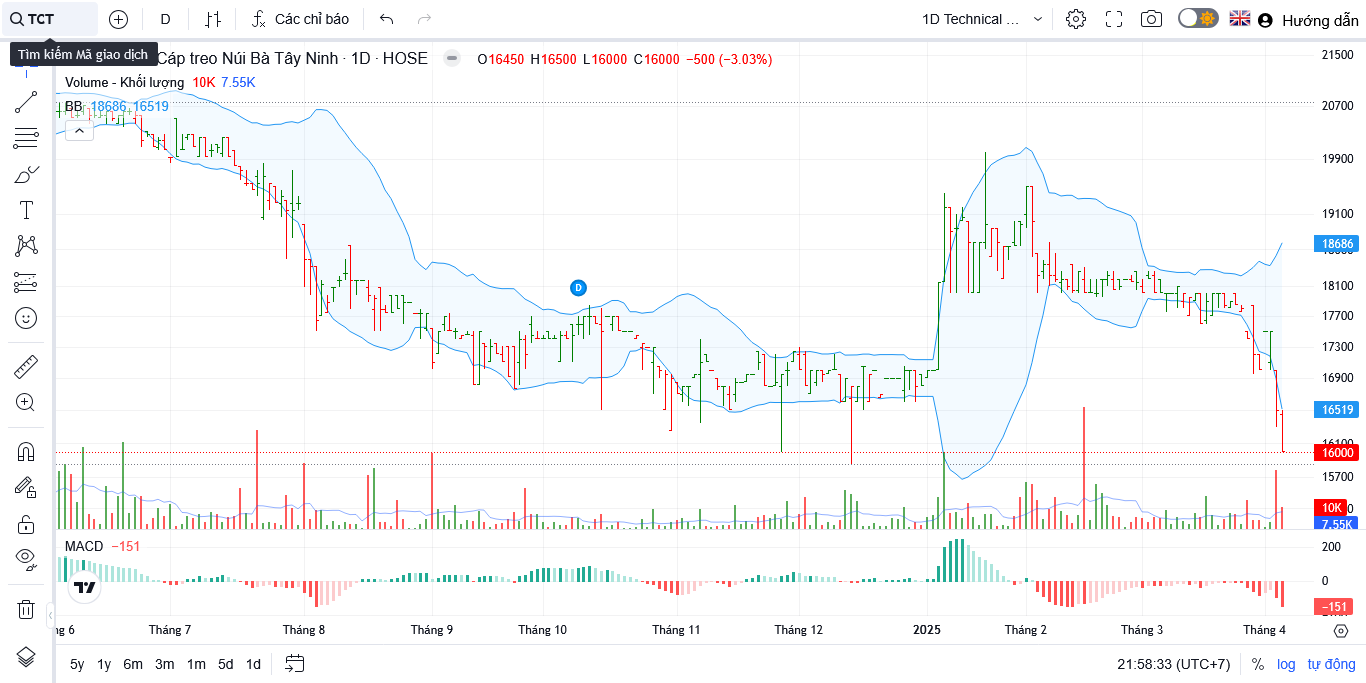 TCT D Các chỉ báo 1D Technical ... Hướng dẫn
Tìm kiếm Mã giao dịch
Cáp treo Núi Bà Tây Ninh · 1D · HOSE O16450 H16500 L16000 C16000 −500 (−3.03%)
Volume - Khối lượng 10K 7.55K
BB 18686 16519
D
21500
20700
19900
19100
18686
18100
17700
17300
16900
16519
16100
16000
15700
10K
7.55K
MACD −151
200
0
−151
ng 6 Tháng 7 Tháng 8 Tháng 9 Tháng 10 Tháng 11 Tháng 12 2025 Tháng 2 Tháng 3 Tháng 4
5y 1y 6m 3m 1m 5d 1d 21:58:33 (UTC+7) % log tự động